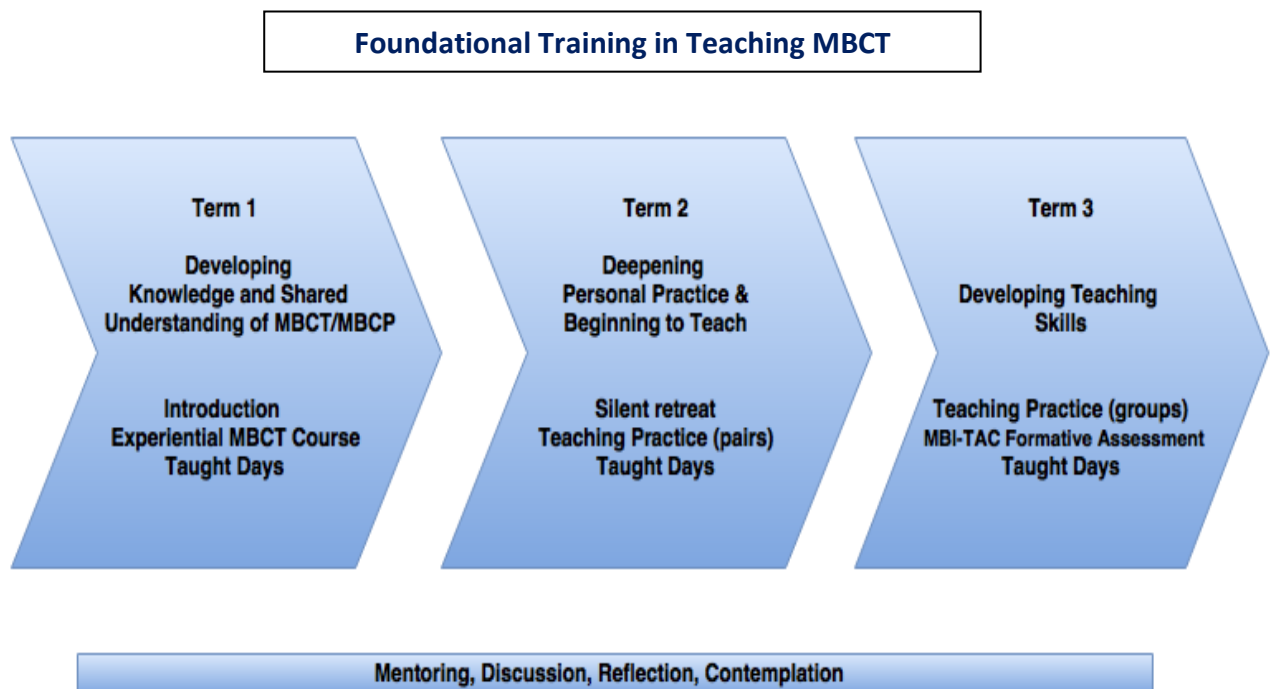 Foundational Training in Teaching MBCT
Term 1
Developing
Knowledge and Shared
Understanding of MBCT/MBCP
Introduction
Experiential MBCT Course
Taught Days
Term 2
Deepening
Personal Practice &
Beginning to Teach
Silent retreat
Teaching Practice (pairs)
Taught Days
Term 3
Developing Teaching
Skills
Teaching Practice (groups)
MBI-TAC Formative Assessment
Taught Days
Mentoring, Discussion, Reflection, Contemplation